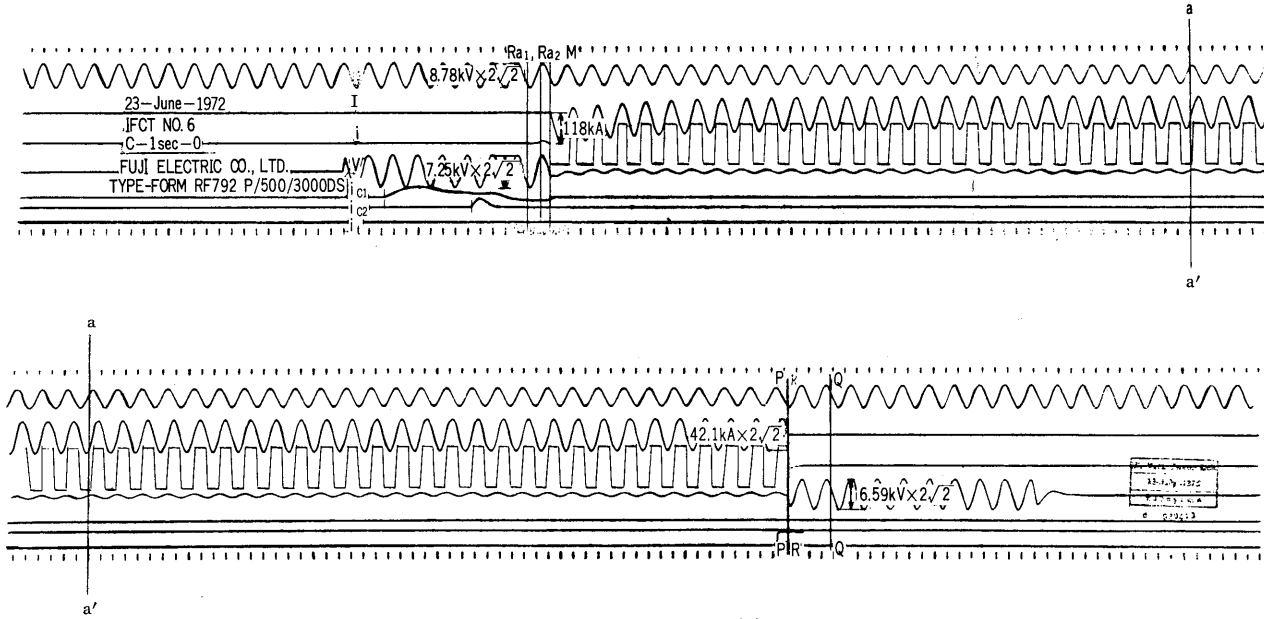 a
Ra₁, Ra₂ M
8.78kV×2√2
23-June-1972
I
IFCT NO. 6
118kA
C-1sec-0
FUJI ELECTRIC CO., LTD.
V
7.25kV×2√2
TYPE-FORM RF792 P/500/3000DS
C1
C2
a′
a
P R Q
42.1kA×2√2
6.59kV×2√2
P R Q
a′